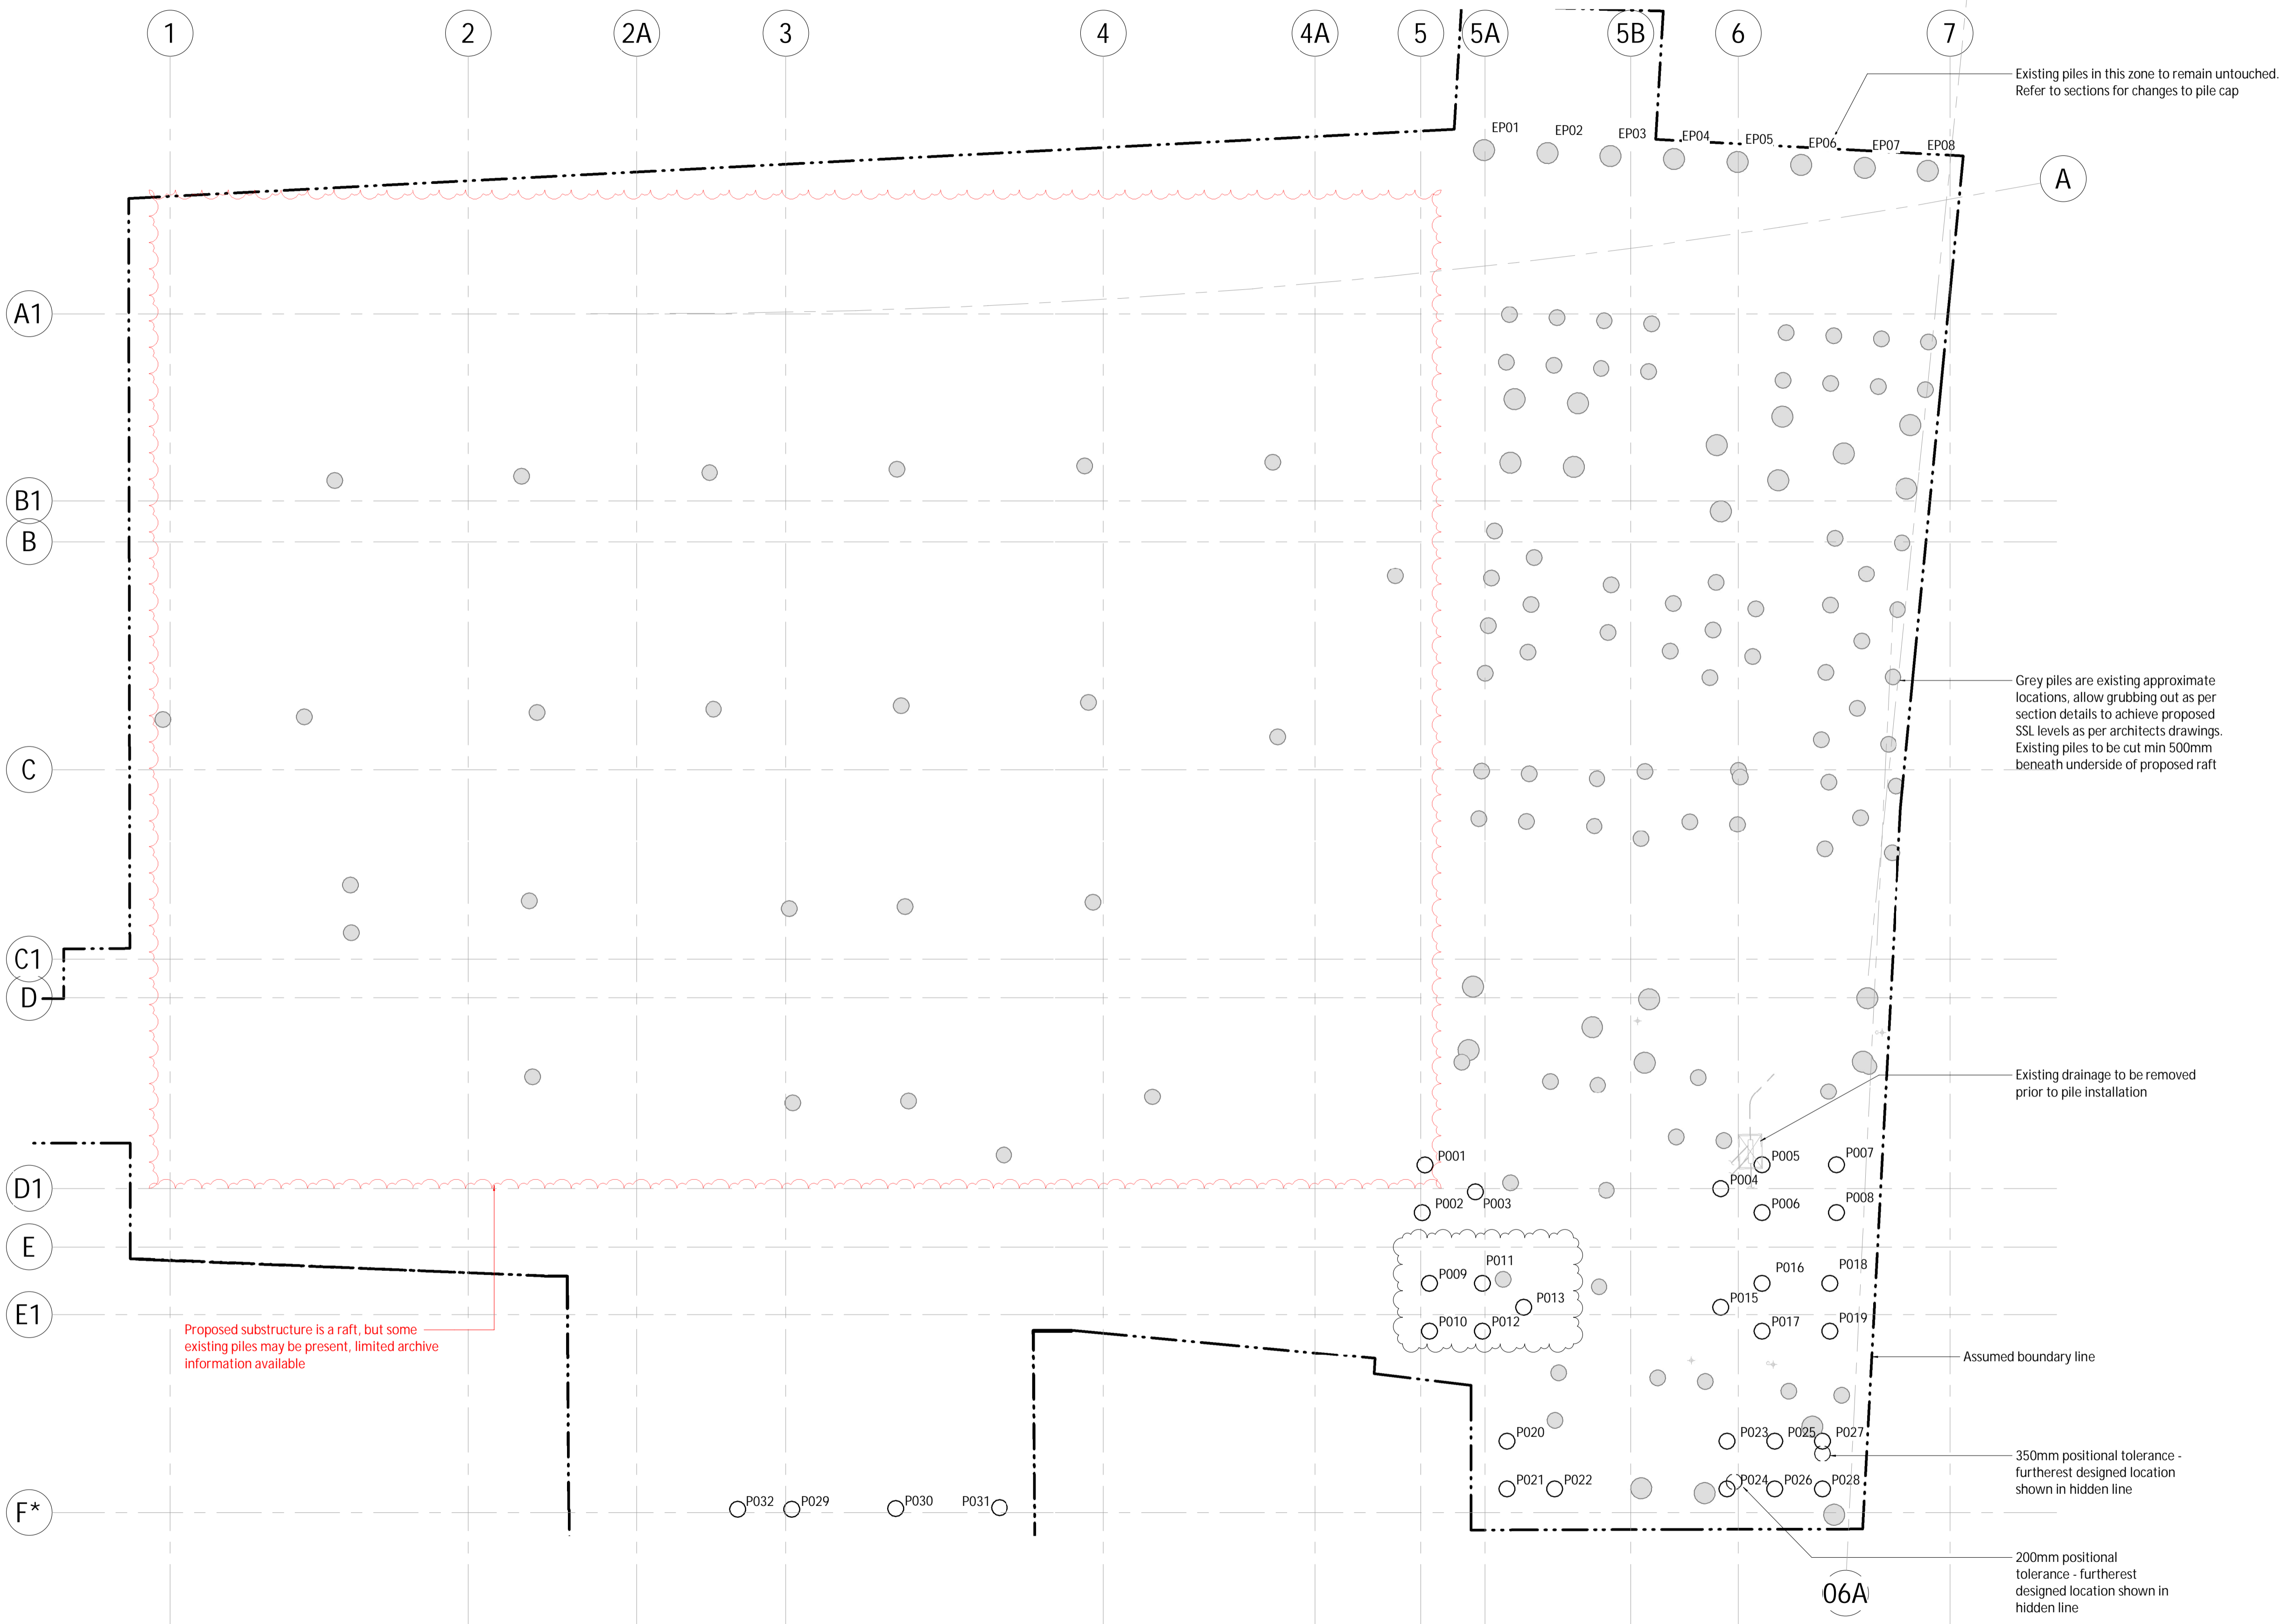 1
2
2A
3
4
4A
5
5A
5B
6
7
Existing piles in this zone to remain untouched.
Refer to sections for changes to pile cap
EP01
EP02
EP03
EP04
EP05
EP06
EP07
EP08
A
A1
B1
B
Grey piles are existing approximate
locations, allow grubbing out as per
section details to achieve proposed
SSL levels as per architects drawings.
Existing piles to be cut min 500mm
beneath underside of proposed raft
C
C1
D
Existing drainage to be removed
prior to pile installation
P001
P005
P007
D1
P004
P002
P003
P006
P008
E
P011
P009
P016
P018
P013
P015
E1
P010
P012
P017
P019
Proposed substructure is a raft, but some
existing piles may be present, limited archive
information available
Assumed boundary line
P020
P023
P025
P027
350mm positional tolerance -
furtherest designed location
shown in hidden line
P021
P022
P024
P026
P028
F*
P032
P029
P030
P031
200mm positional
tolerance - furtherest
designed location shown in
hidden line
06A